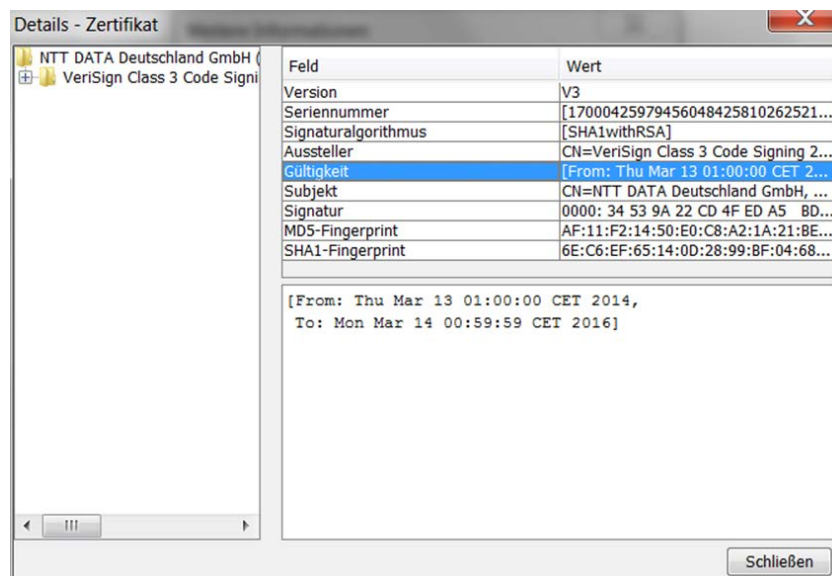 Details - Zertifikat
NTT DATA Deutschland GmbH (
VeriSign Class 3 Code Signi
Feld Wert
Version V3
Seriennummer [17000425979456048425810262521...
Signaturalgorithmus [SHA1withRSA]
Aussteller CN=VeriSign Class 3 Code Signing 2...
Gültigkeit [From: Thu Mar 13 01:00:00 CET 2...
Subjekt CN=NTT DATA Deutschland GmbH, ...
Signatur 0000: 34 53 9A 22 CD 4F ED A5 BD...
MD5-Fingerprint AF:11:F2:14:50:E0:C8:A2:1A:21:BE...
SHA1-Fingerprint 6E:C6:EF:65:14:0D:28:99:BF:04:68...
[From: Thu Mar 13 01:00:00 CET 2014,
To: Mon Mar 14 00:59:59 CET 2016]
Schließen